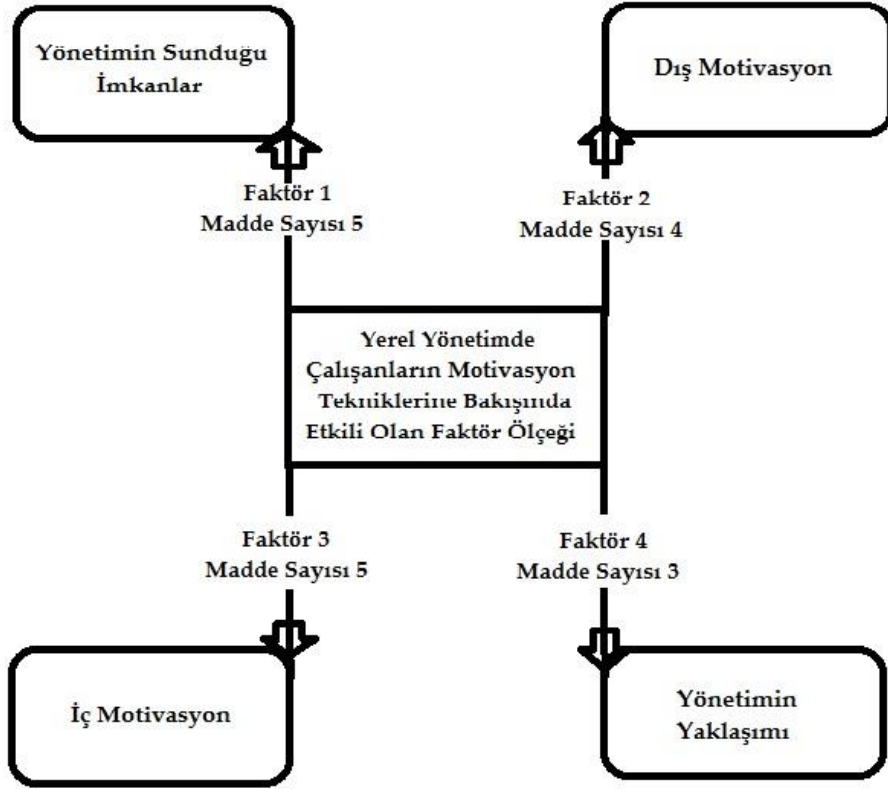 Yönetimin Sunduğu
İmkanlar
Dış Motivasyon
Faktör 1
Madde Sayısı 5
Faktör 2
Madde Sayısı 4
Yerel Yönetimde
Çalışanların Motivasyon
Tekniklerine Bakışında
Etkili Olan Faktör Ölçeği
Faktör 3
Madde Sayısı 5
Faktör 4
Madde Sayısı 3
İç Motivasyon
Yönetimin
Yaklaşımı